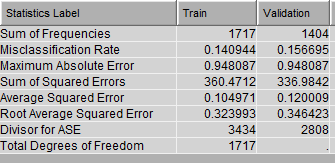 Statistics Label Train Validation
Sum of Frequencies 1717 1404
Misclassification Rate 0.140944 0.156695
Maximum Absolute Error 0.948087 0.948087
Sum of Squared Errors 360.4712 336.9842
Average Squared Error 0.104971 0.120009
Root Average Squared Error 0.323993 0.346423
Divisor for ASE 3434 2808
Total Degrees of Freedom 1717 .